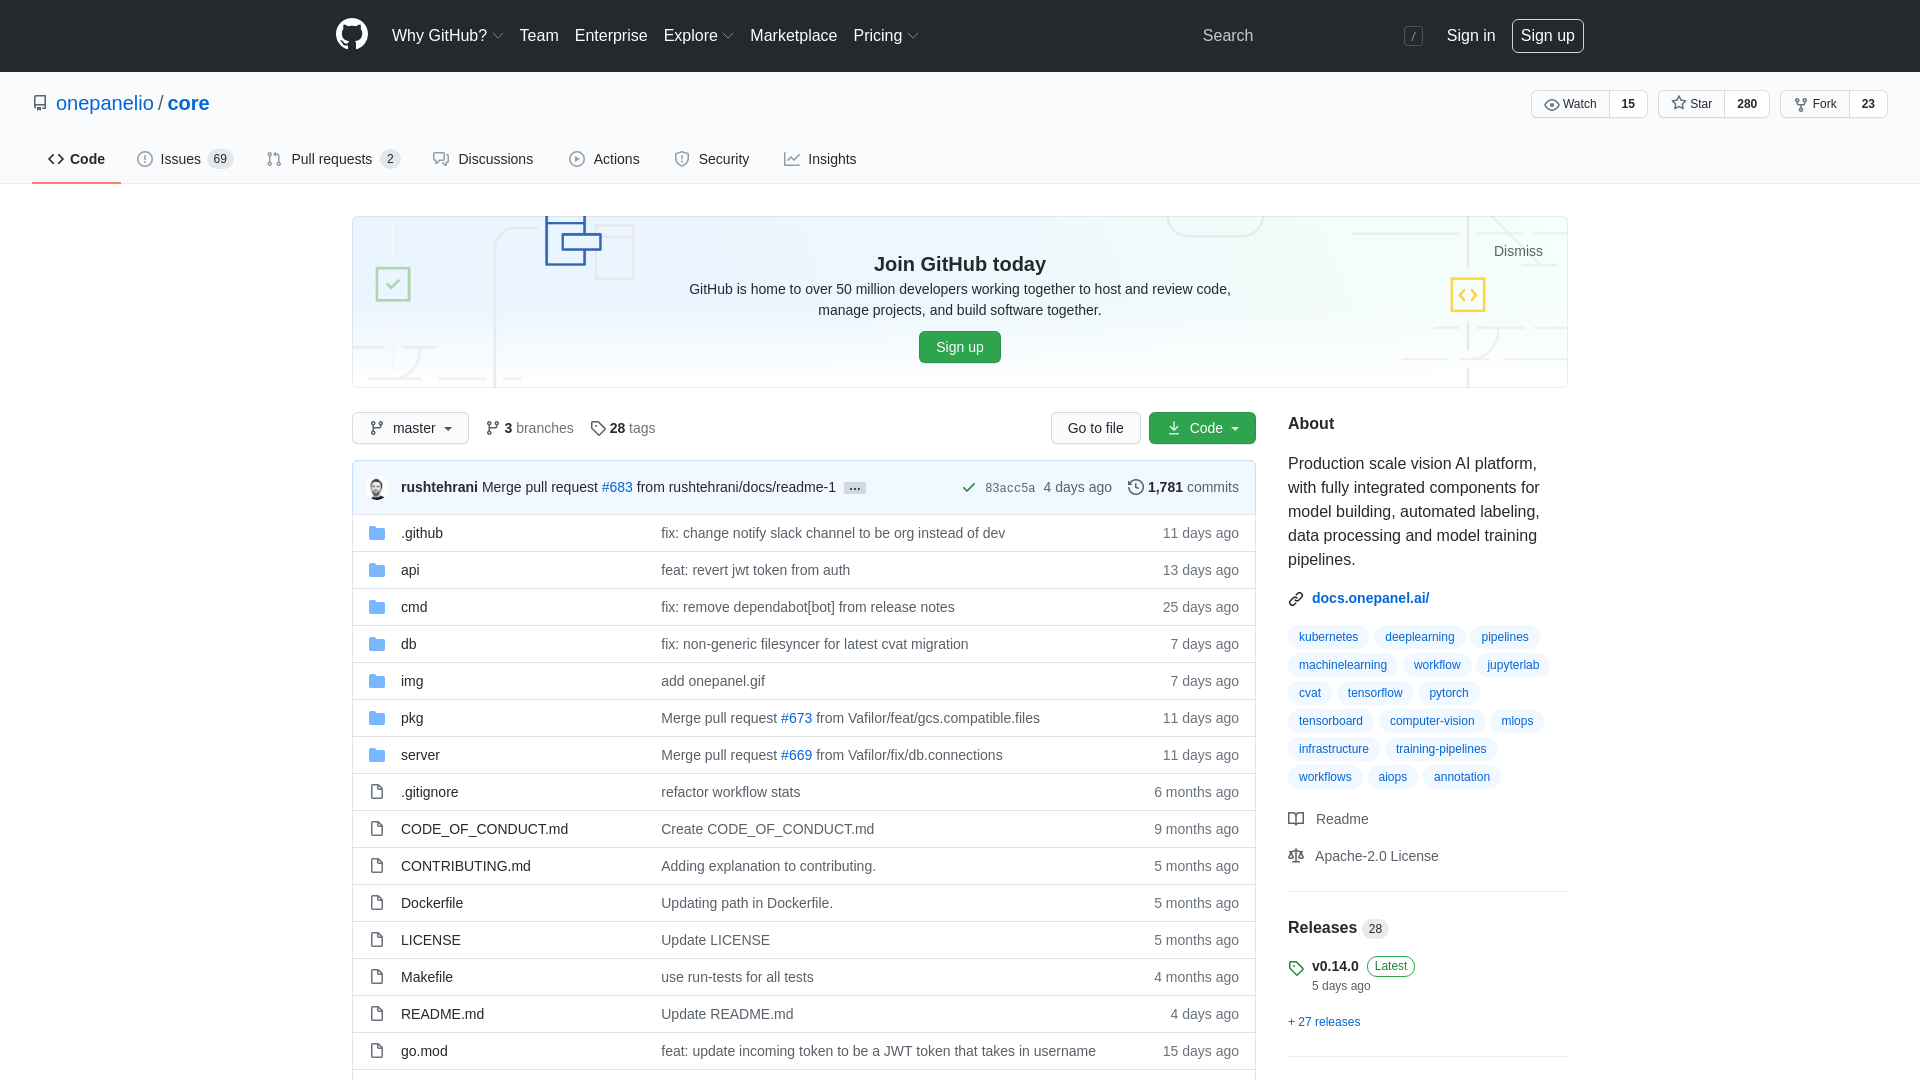 Why GitHub? Team Enterprise Explore Marketplace Pricing Search / Sign in Sign up
onepanelio / core Watch 15 Star 280 Fork 23
Code Issues 69 Pull requests 2 Discussions Actions Security Insights
Dismiss
Join GitHub today
GitHub is home to over 50 million developers working together to host and review code,
manage projects, and build software together.
Sign up
master 3 branches 28 tags Go to file Code
rushtehrani Merge pull request #683 from rushtehrani/docs/readme-1 … 83acc5a 4 days ago 1,781 commits
.github fix: change notify slack channel to be org instead of dev 11 days ago
api feat: revert jwt token from auth 13 days ago
cmd fix: remove dependabot[bot] from release notes 25 days ago
db fix: non-generic filesyncer for latest cvat migration 7 days ago
img add onepanel.gif 7 days ago
pkg Merge pull request #673 from Vafilor/feat/gcs.compatible.files 11 days ago
server Merge pull request #669 from Vafilor/fix/db.connections 11 days ago
.gitignore refactor workflow stats 6 months ago
CODE_OF_CONDUCT.md Create CODE_OF_CONDUCT.md 9 months ago
CONTRIBUTING.md Adding explanation to contributing. 5 months ago
Dockerfile Updating path in Dockerfile. 5 months ago
LICENSE Update LICENSE 5 months ago
Makefile use run-tests for all tests 4 months ago
README.md Update README.md 4 days ago
go.mod feat: update incoming token to be a JWT token that takes in username 15 days ago
About
Production scale vision AI platform,
with fully integrated components for
model building, automated labeling,
data processing and model training
pipelines.
docs.onepanel.ai/
kubernetes deeplearning pipelines
machinelearning workflow jupyterlab
cvat tensorflow pytorch
tensorboard computer-vision mlops
infrastructure training-pipelines
workflows aiops annotation
Readme
Apache-2.0 License
Releases 28
v0.14.0 Latest
5 days ago
+ 27 releases